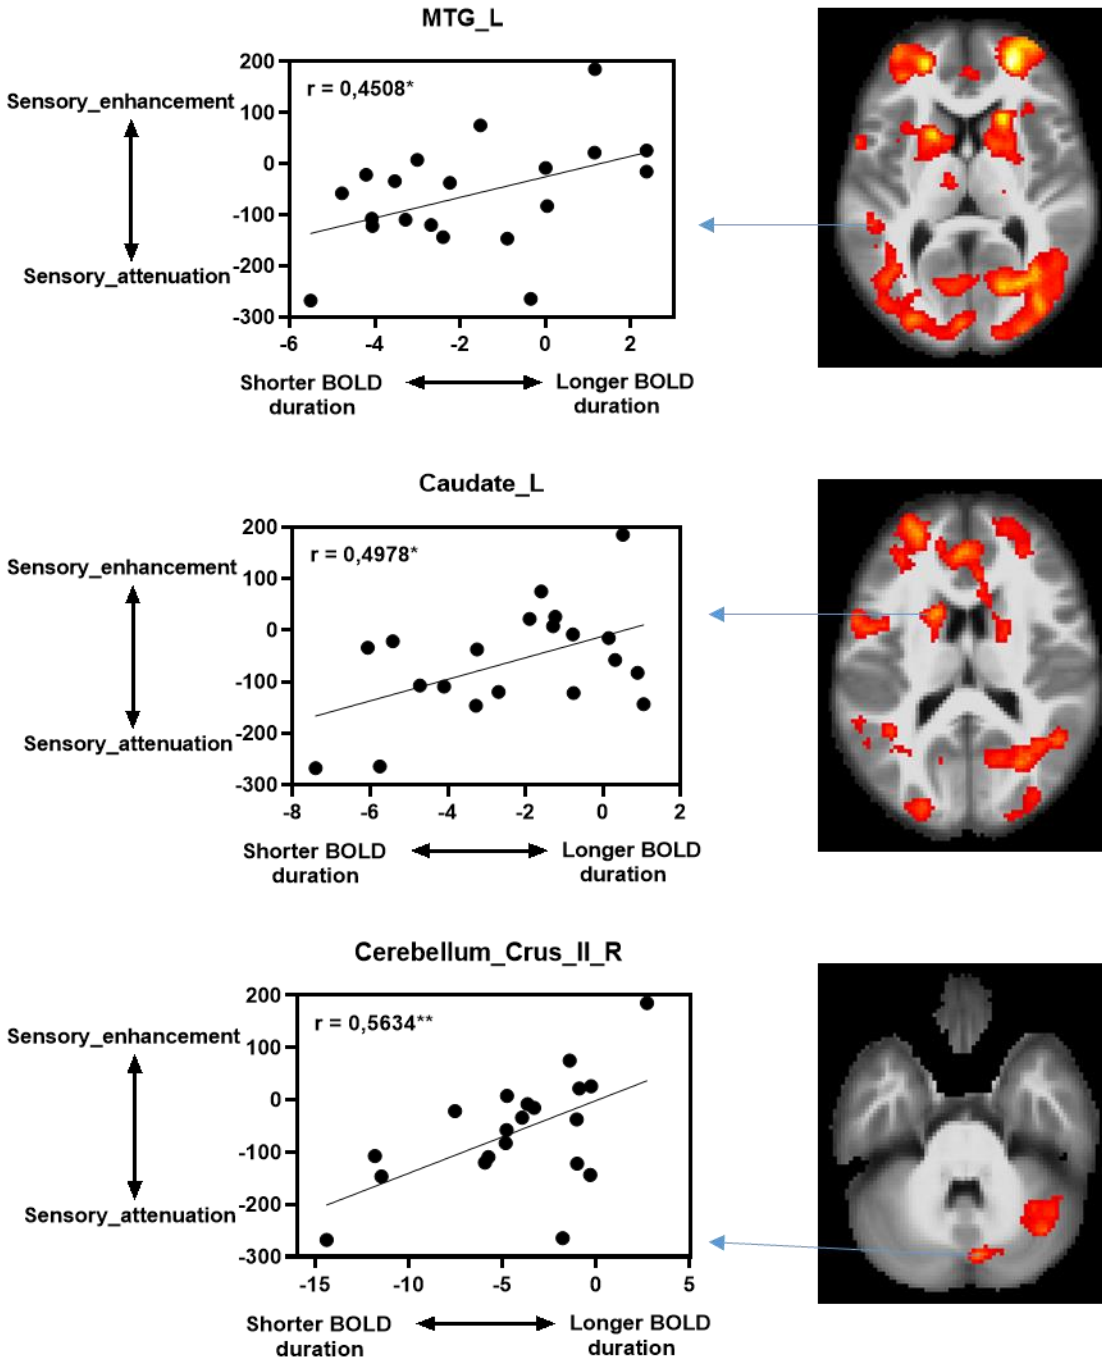 MTG_L
200
r = 0,4508*
Sensory_enhancement
100
0
-100
-200
Sensory_attenuation
-300
-6 -4 -2 0 2
Shorter BOLD duration
Longer BOLD duration
Caudate_L
200
r = 0,4978*
Sensory_enhancement
100
0
-100
-200
Sensory_attenuation
-300
-8 -6 -4 -2 0 2
Shorter BOLD duration
Longer BOLD duration
Cerebellum_Crus_II_R
200
r = 0,5634**
Sensory_enhancement
100
0
-100
-200
Sensory_attenuation
-300
-15 -10 -5 0 5
Shorter BOLD duration
Longer BOLD duration